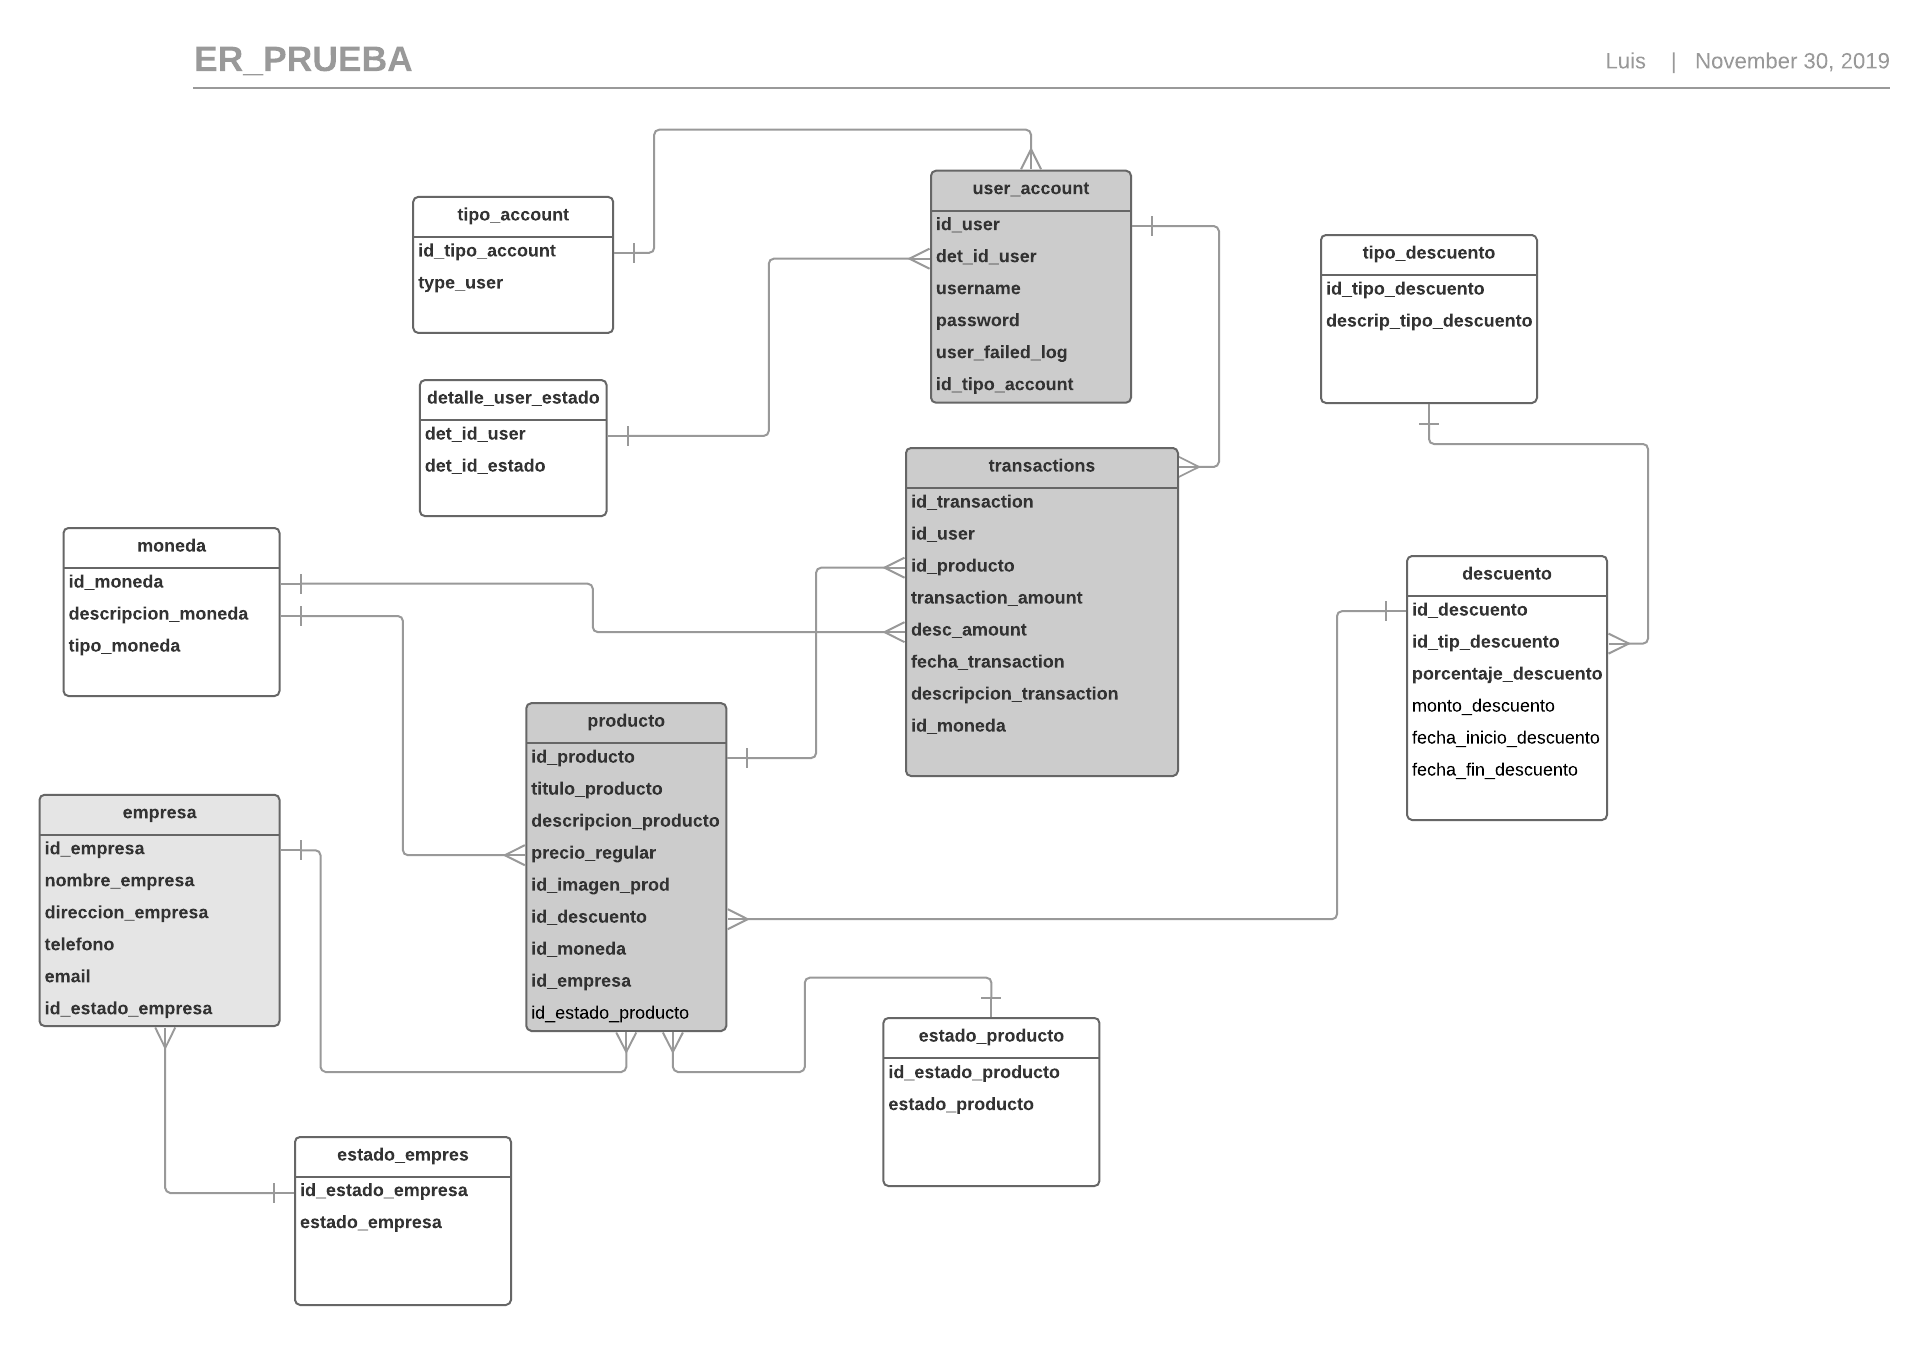 ER_PRUEBA
Luis | November 30, 2019
tipo_account
id_tipo_account
type_user
user_account
id_user
det_id_user
username
password
user_failed_log
id_tipo_account
tipo_descuento
id_tipo_descuento
descrip_tipo_descuento
detalle_user_estado
det_id_user
det_id_estado
transactions
id_transaction
id_user
id_producto
transaction_amount
desc_amount
fecha_transaction
descripcion_transaction
id_moneda
moneda
id_moneda
descripcion_moneda
tipo_moneda
descuento
id_descuento
id_tip_descuento
porcentaje_descuento
monto_descuento
fecha_inicio_descuento
fecha_fin_descuento
producto
id_producto
titulo_producto
descripcion_producto
precio_regular
id_imagen_prod
id_descuento
id_moneda
id_empresa
id_estado_producto
empresa
id_empresa
nombre_empresa
direccion_empresa
telefono
email
id_estado_empresa
estado_producto
id_estado_producto
estado_producto
estado_empres
id_estado_empresa
estado_empresa